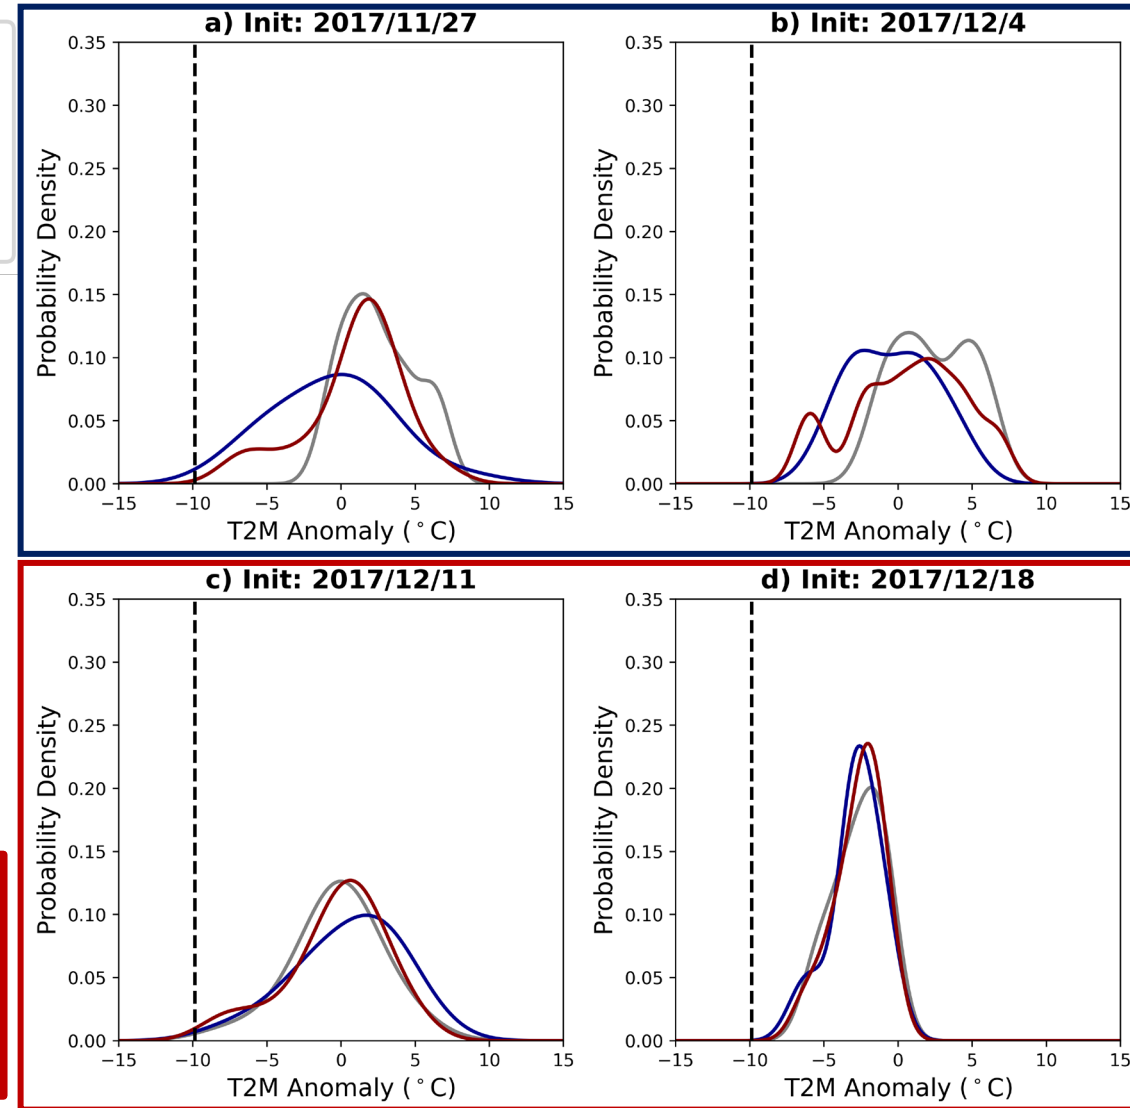 a) Init: 2017/11/27
0.35
0.30
0.25
0.20
0.15
0.10
0.05
0.00
Probability Density
−15 −10 −5 0 5 10 15
T2M Anomaly (°C)
b) Init: 2017/12/4
0.35
0.30
0.25
0.20
0.15
0.10
0.05
0.00
Probability Density
−15 −10 −5 0 5 10 15
T2M Anomaly (°C)
c) Init: 2017/12/11
0.35
0.30
0.25
0.20
0.15
0.10
0.05
0.00
Probability Density
−15 −10 −5 0 5 10 15
T2M Anomaly (°C)
d) Init: 2017/12/18
0.35
0.30
0.25
0.20
0.15
0.10
0.05
0.00
Probability Density
−15 −10 −5 0 5 10 15
T2M Anomaly (°C)